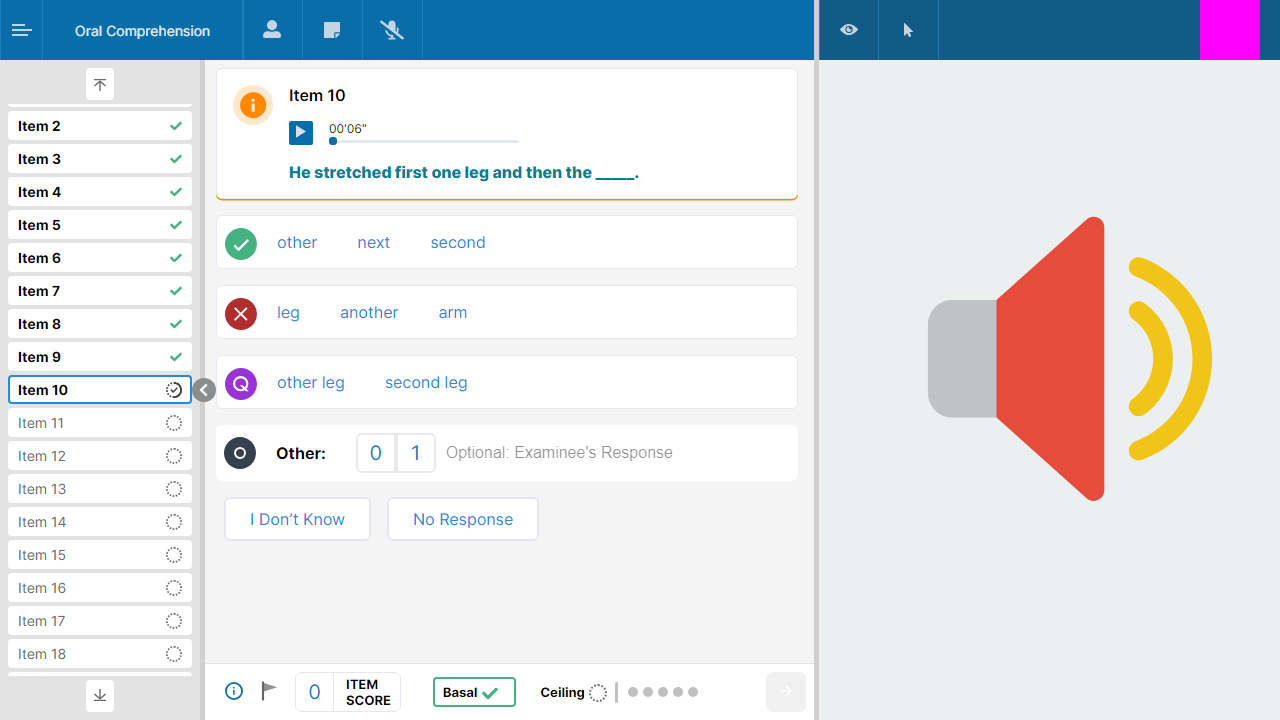 Oral Comprehension
Item 2
Item 3
Item 4
Item 5
Item 6
Item 7
Item 8
Item 9
Item 10
Item 11
Item 12
Item 13
Item 14
Item 15
Item 16
Item 17
Item 18
Item 10
00'06"
He stretched first one leg and then the _____.
other next second
leg another arm
Q other leg second leg
Other: 0 1 Optional: Examinee's Response
I Don’t Know No Response
0 ITEM SCORE Basal Ceiling